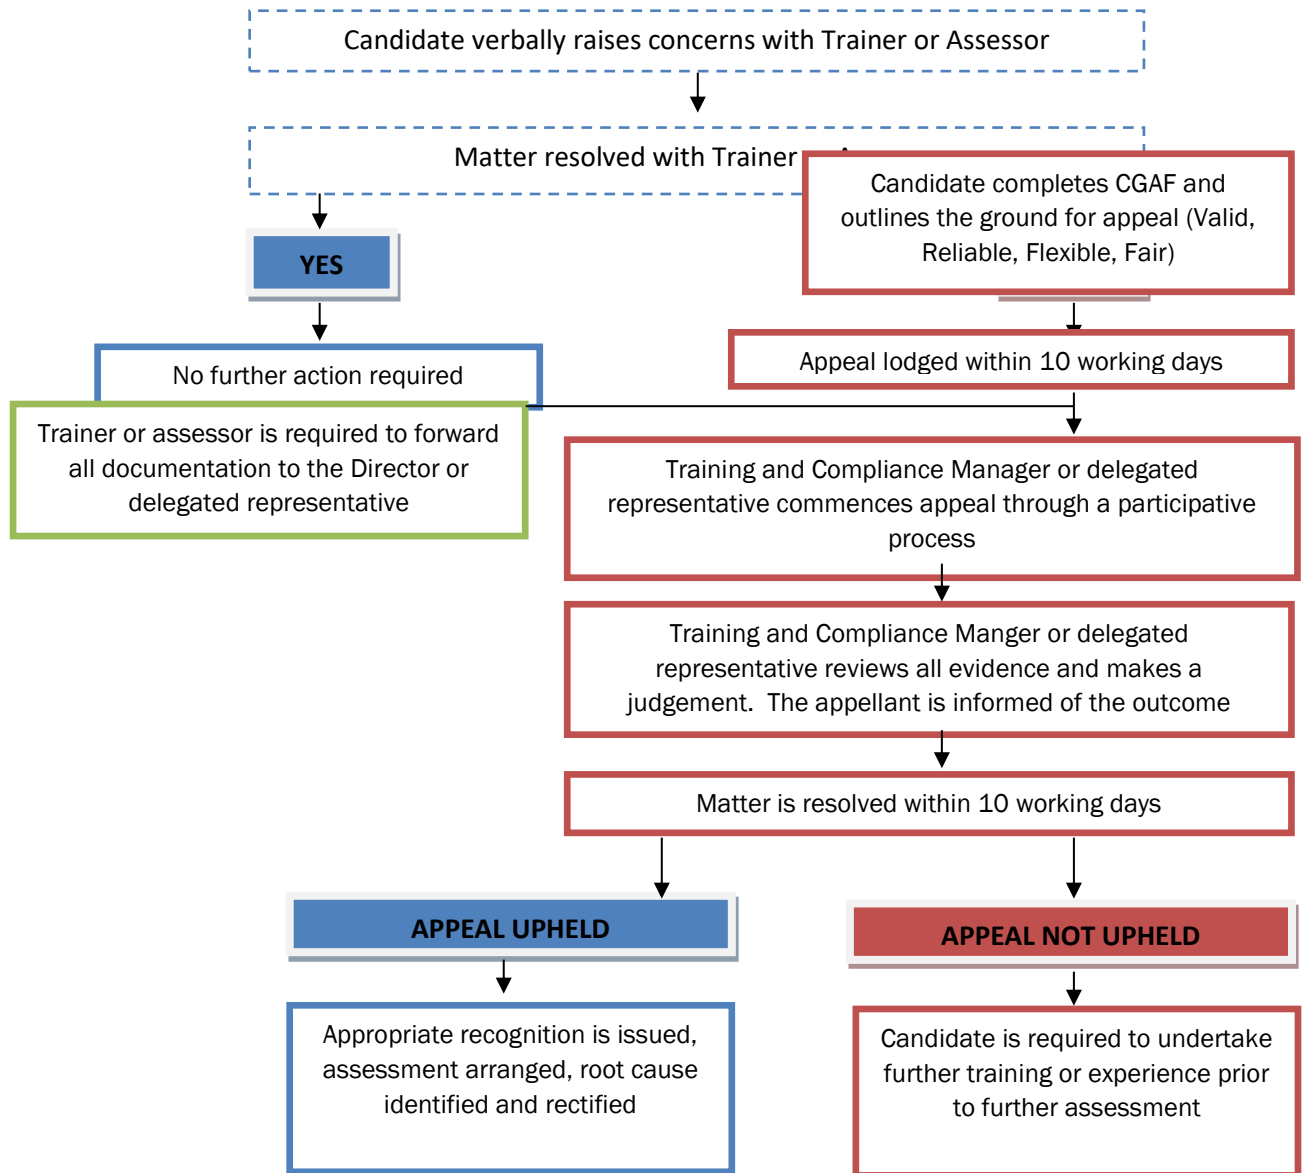 Candidate verbally raises concerns with Trainer or Assessor
Matter resolved with Trainer
Candidate completes CGAF and
outlines the ground for appeal (Valid,
Reliable, Flexible, Fair)
YES
Appeal lodged within 10 working days
No further action required
Trainer or assessor is required to forward
all documentation to the Director or
delegated representative
Training and Compliance Manager or delegated
representative commences appeal through a participative
process
Training and Compliance Manger or delegated
representative reviews all evidence and makes a
judgement.  The appellant is informed of the outcome
Matter is resolved within 10 working days
APPEAL UPHELD
APPEAL NOT UPHELD
Appropriate recognition is issued,
assessment arranged, root cause
identified and rectified
Candidate is required to undertake
further training or experience prior
to further assessment